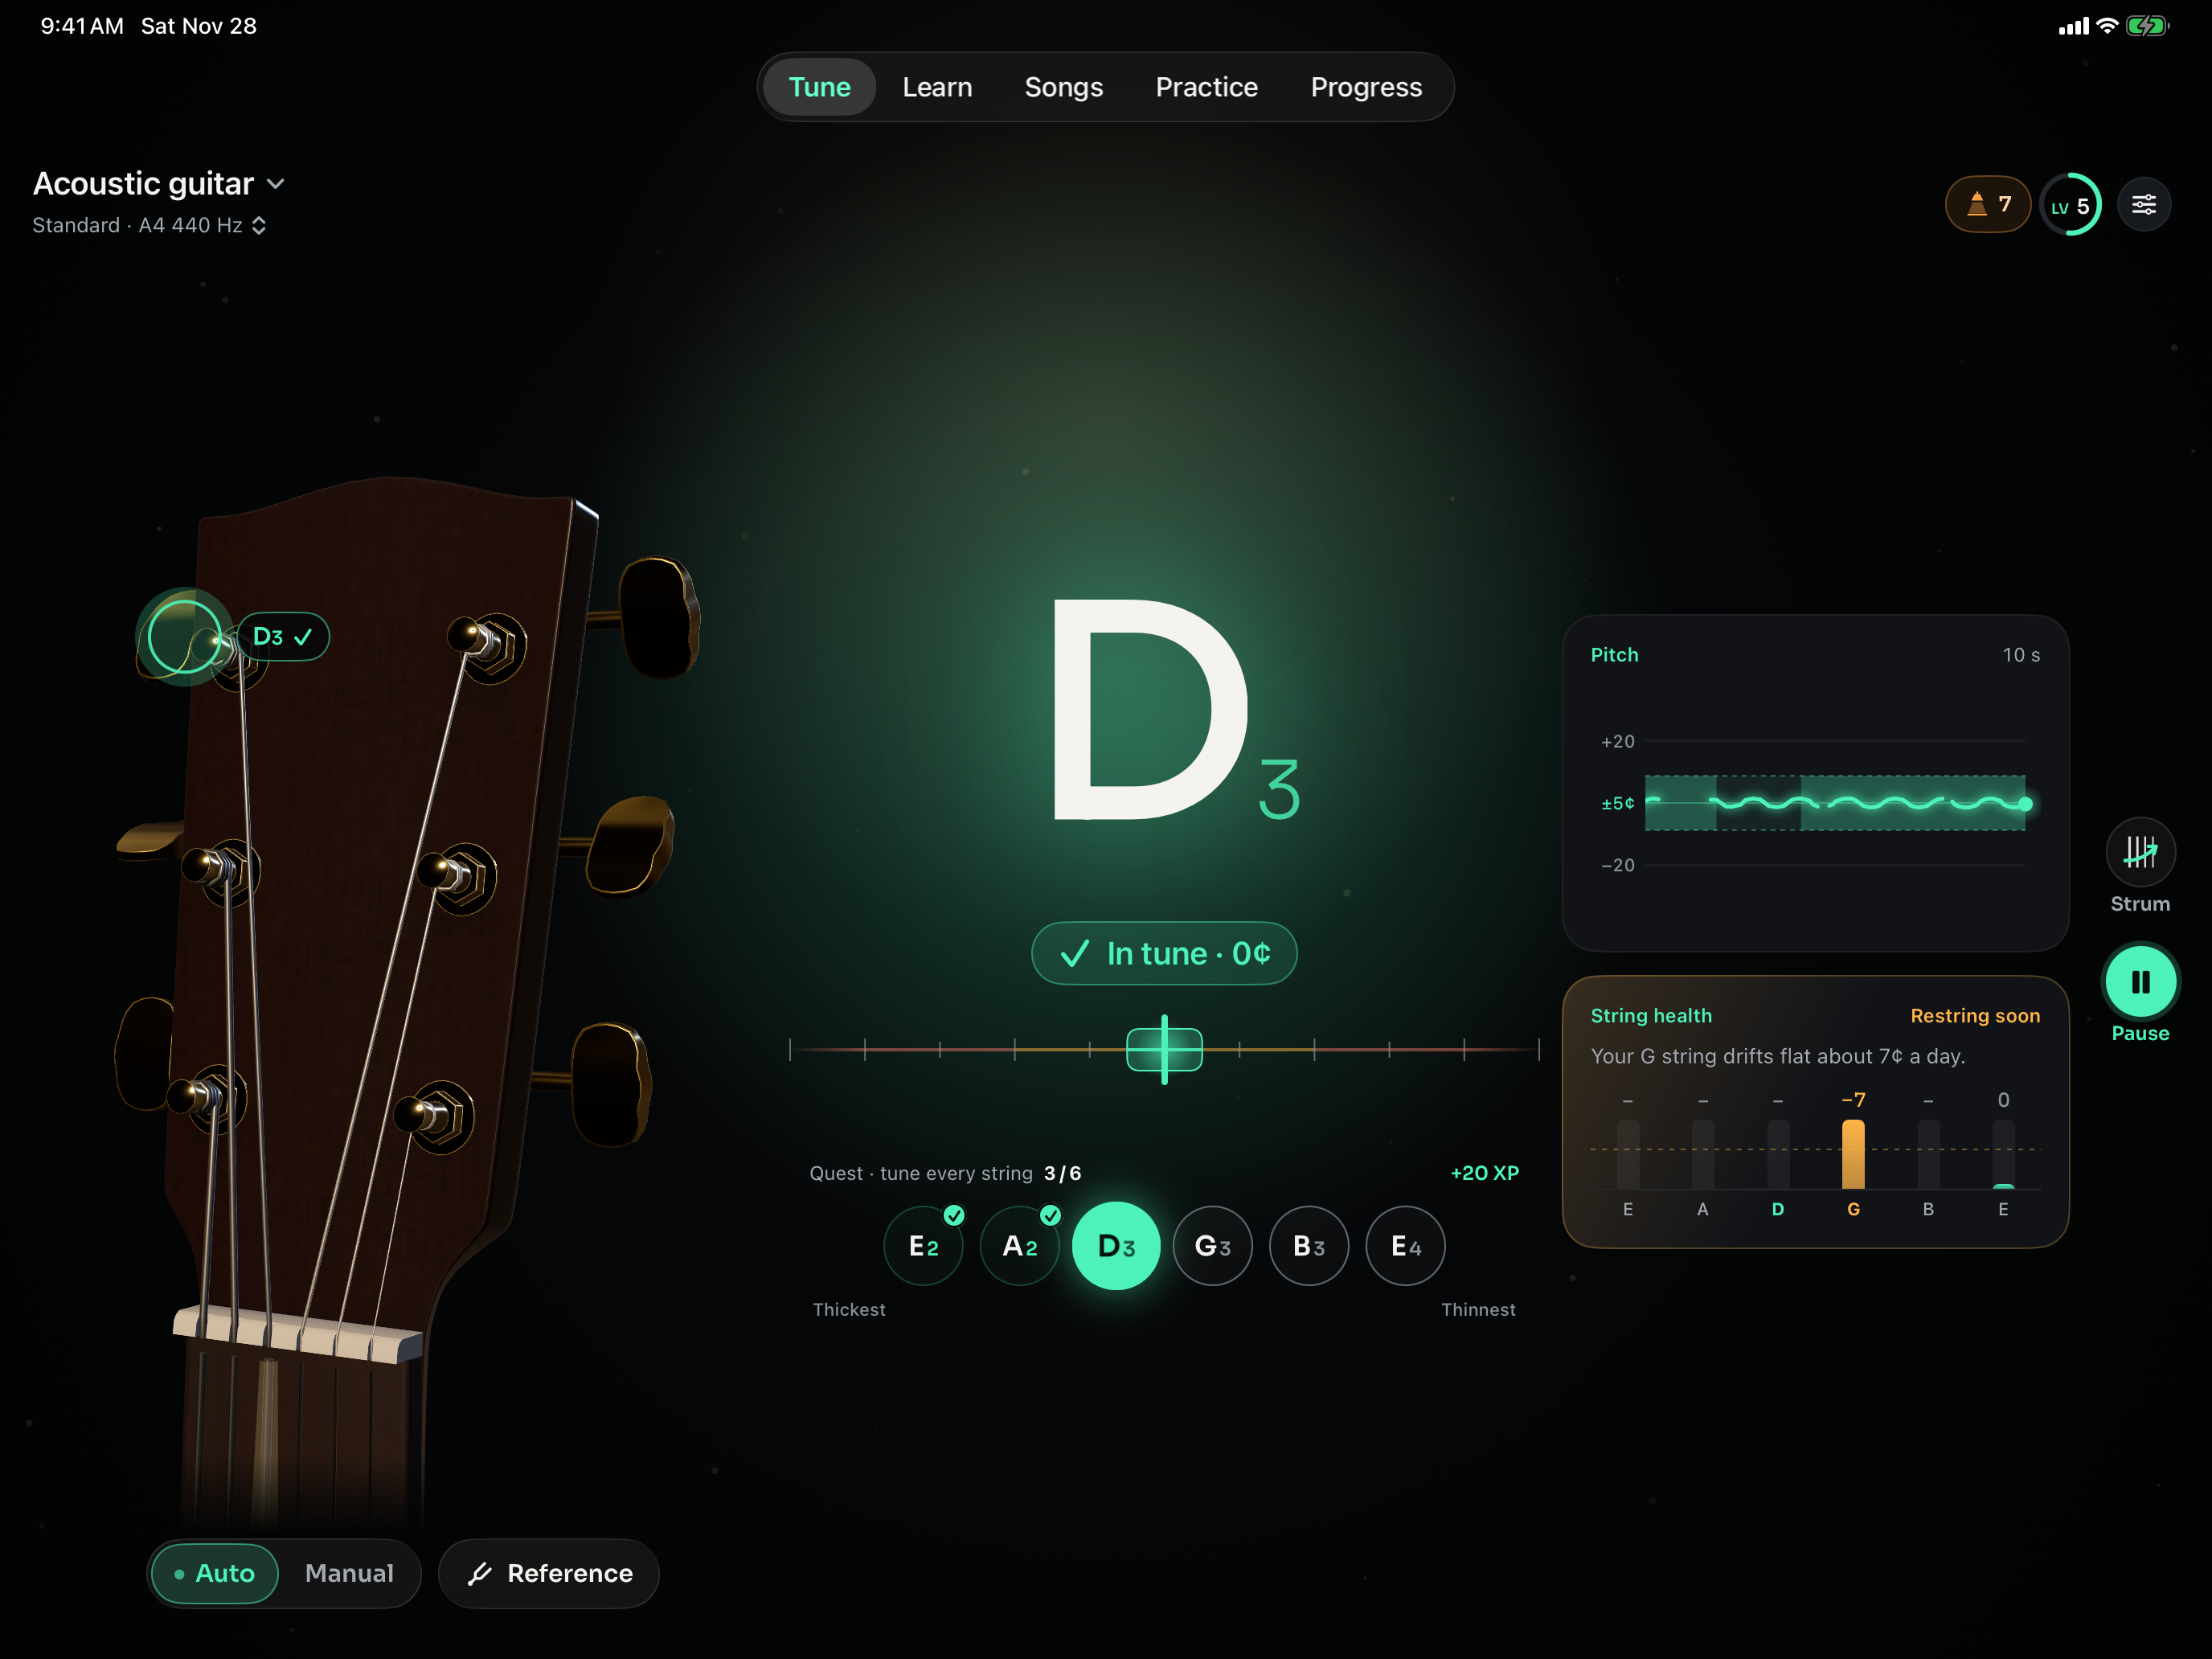 9:41 AM Sat Nov 28
Tune Learn Songs Practice Progress
Acoustic guitar
Standard · A4 440 Hz
7
LV 5
D3
D3
In tune · 0¢
Pitch 10 s
+20
±5¢
−20
Strum
Pause
String health Restring soon
Your G string drifts flat about 7¢ a day.
– – – −7 – 0
E A D G B E
Quest · tune every string 3/6 +20 XP
E2 A2 D3 G3 B3 E4
Thickest Thinnest
Auto Manual Reference